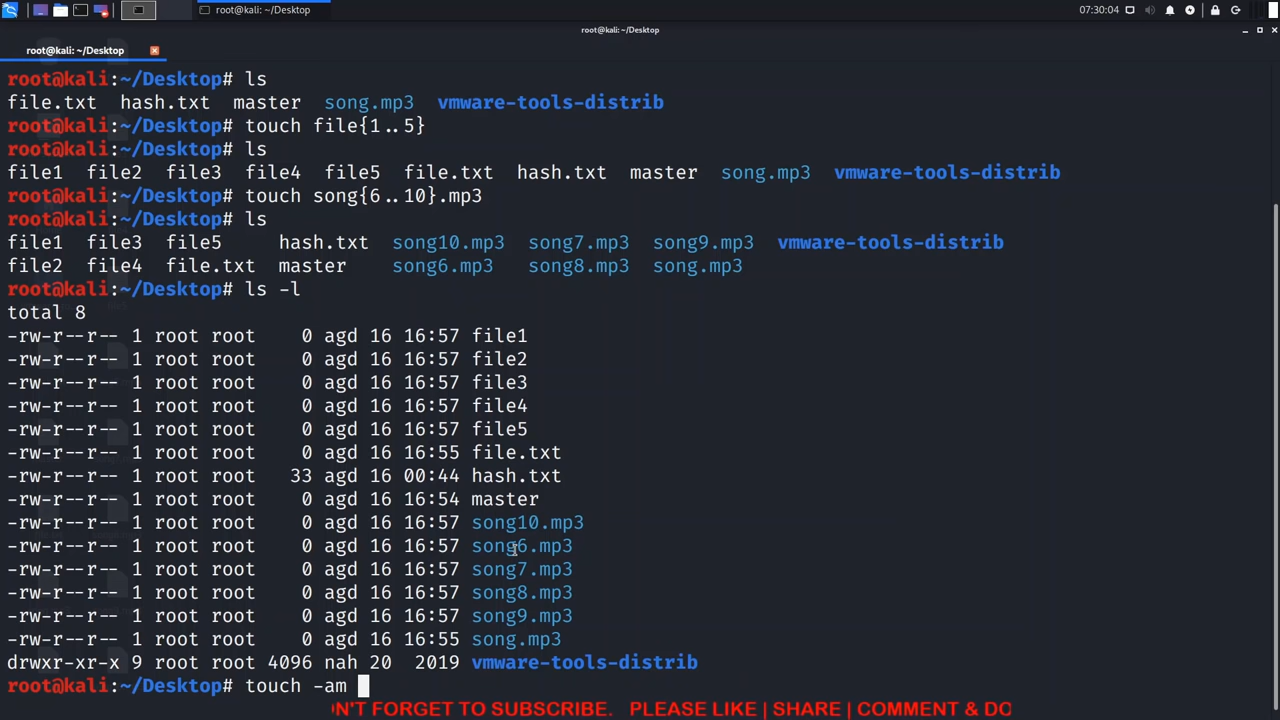 root@kali: ~/Desktop
07:30:04
root@kali: ~/Desktop
root@kali: ~/Desktop
root@kali:~/Desktop# ls
file.txt hash.txt master song.mp3 vmware-tools-distrib
root@kali:~/Desktop# touch file{1..5}
root@kali:~/Desktop# ls
file1 file2 file3 file4 file5 file.txt hash.txt master song.mp3 vmware-tools-distrib
root@kali:~/Desktop# touch song{6..10}.mp3
root@kali:~/Desktop# ls
file1 file3 file5 hash.txt song10.mp3 song7.mp3 song9.mp3 vmware-tools-distrib
file2 file4 file.txt master song6.mp3 song8.mp3 song.mp3
root@kali:~/Desktop# ls -l
total 8
-rw-r--r-- 1 root root 0 agd 16 16:57 file1
-rw-r--r-- 1 root root 0 agd 16 16:57 file2
-rw-r--r-- 1 root root 0 agd 16 16:57 file3
-rw-r--r-- 1 root root 0 agd 16 16:57 file4
-rw-r--r-- 1 root root 0 agd 16 16:57 file5
-rw-r--r-- 1 root root 0 agd 16 16:55 file.txt
-rw-r--r-- 1 root root 33 agd 16 00:44 hash.txt
-rw-r--r-- 1 root root 0 agd 16 16:54 master
-rw-r--r-- 1 root root 0 agd 16 16:57 song10.mp3
-rw-r--r-- 1 root root 0 agd 16 16:57 song6.mp3
-rw-r--r-- 1 root root 0 agd 16 16:57 song7.mp3
-rw-r--r-- 1 root root 0 agd 16 16:57 song8.mp3
-rw-r--r-- 1 root root 0 agd 16 16:57 song9.mp3
-rw-r--r-- 1 root root 0 agd 16 16:55 song.mp3
drwxr-xr-x 9 root root 4096 nah 20 2019 vmware-tools-distrib
root@kali:~/Desktop# touch -am
N'T FORGET TO SUBSCRIBE. PLEASE LIKE | SHARE | COMMENT & DO